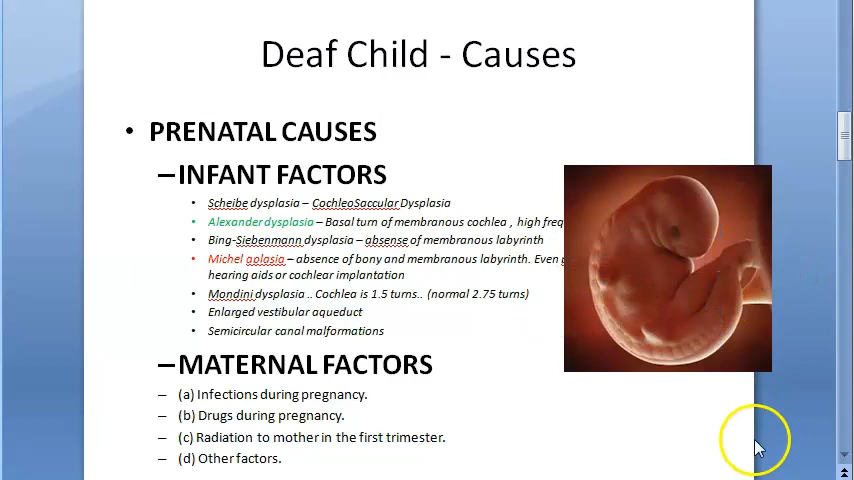 Deaf Child - Causes
• PRENATAL CAUSES
–INFANT FACTORS
• Scheibe dysplasia – CochleoSaccular Dysplasia
• Alexander dysplasia – Basal turn of membranous cochlea , high freq
• Bing-Siebenmann dysplasia – absense of membranous labyrinth
• Michel aplasia – absence of bony and membranous labyrinth. Even
hearing aids or cochlear implantation
• Mondini dysplasia .. Cochlea is 1.5 turns.. (normal 2.75 turns)
• Enlarged vestibular aqueduct
• Semicircular canal malformations
–MATERNAL FACTORS
– (a) Infections during pregnancy.
– (b) Drugs during pregnancy.
– (c) Radiation to mother in the first trimester.
– (d) Other factors.